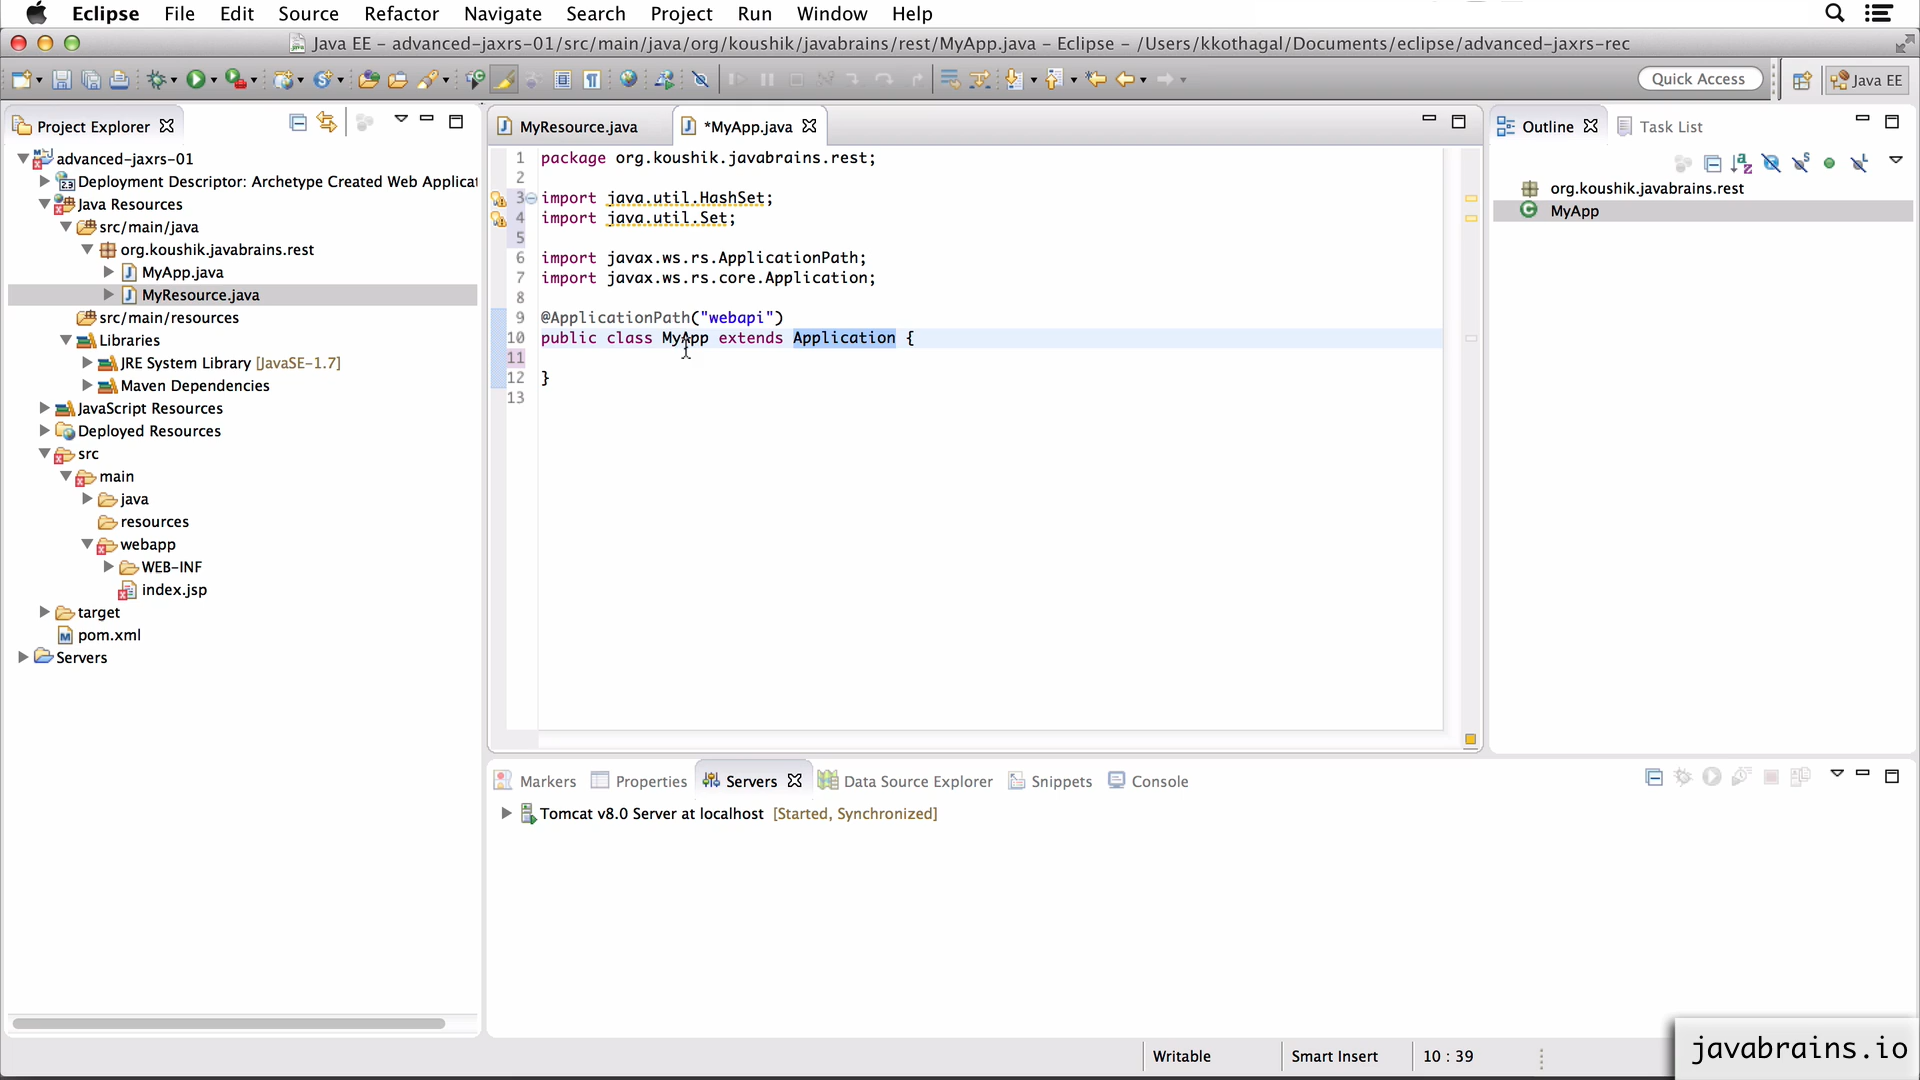 Eclipse File Edit Source Refactor Navigate Search Project Run Window Help
Java EE – advanced-jaxrs-01/src/main/java/org/koushik/javabrains/rest/MyApp.java – Eclipse – /Users/kkothagal/Documents/eclipse/advanced-jaxrs-rec
Quick Access
Java EE
Project Explorer
advanced-jaxrs-01
Deployment Descriptor: Archetype Created Web Applicat
Java Resources
src/main/java
org.koushik.javabrains.rest
MyApp.java
MyResource.java
src/main/resources
Libraries
JRE System Library [JavaSE-1.7]
Maven Dependencies
JavaScript Resources
Deployed Resources
src
main
java
resources
webapp
WEB-INF
index.jsp
target
pom.xml
Servers
MyResource.java
*MyApp.java
1 package org.koushik.javabrains.rest;
2
3 import java.util.HashSet;
4 import java.util.Set;
5
6 import javax.ws.rs.ApplicationPath;
7 import javax.ws.rs.core.Application;
8
9 @ApplicationPath("webapi")
10 public class MyApp extends Application {
11
12 }
13
Outline
Task List
org.koushik.javabrains.rest
MyApp
Markers
Properties
Servers
Data Source Explorer
Snippets
Console
Tomcat v8.0 Server at localhost [Started, Synchronized]
Writable
Smart Insert
10 : 39
javabrains.io